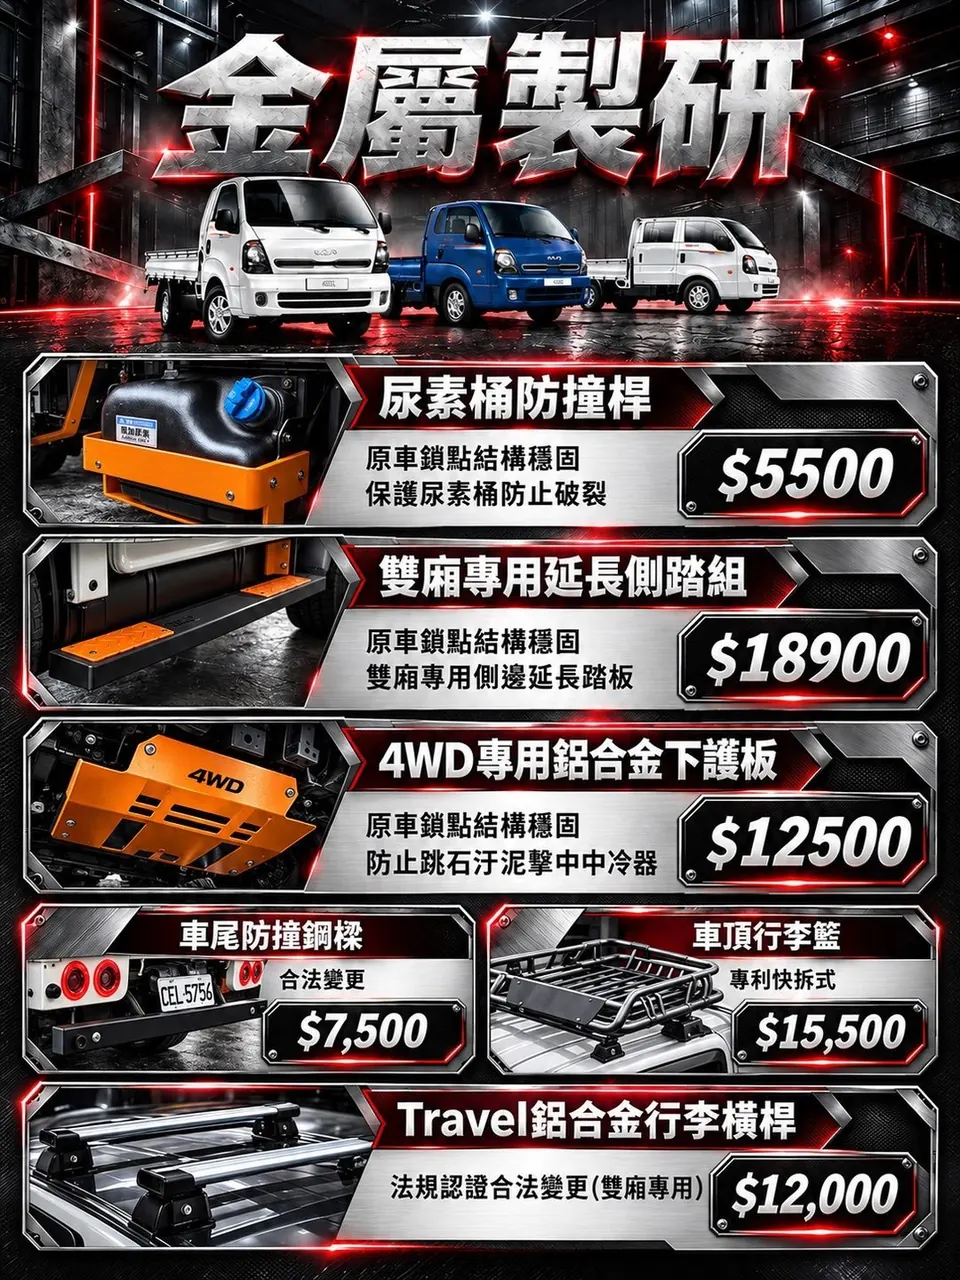 金屬製研
尿素桶防撞桿
原車鎖點結構穩固
保護尿素桶防止破裂
$5500
雙廂專用延長側踏組
原車鎖點結構穩固
雙廂專用側邊延長踏板
$18900
4WD
4WD專用鋁合金下護板
原車鎖點結構穩固
防止跳石汙泥擊中中冷器
$12500
車尾防撞鋼樑
合法變更
CEL-5756
$7,500
車頂行李籃
專利快拆式
$15,500
Travel鋁合金行李橫桿
法規認證合法變更(雙廂專用)
$12,000